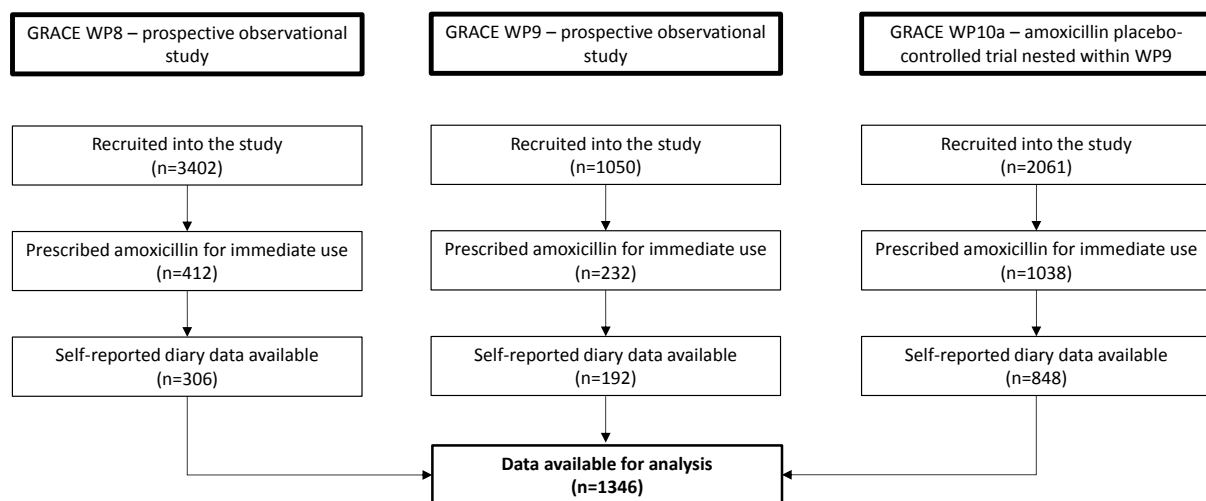 GRACE WP8 – prospective observational
study
GRACE WP9 – prospective observational
study
GRACE WP10a – amoxicillin placebo-
controlled trial nested within WP9
Recruited into the study
(n=3402)
Recruited into the study
(n=1050)
Recruited into the study
(n=2061)
Prescribed amoxicillin for immediate use
(n=412)
Prescribed amoxicillin for immediate use
(n=232)
Prescribed amoxicillin for immediate use
(n=1038)
Self-reported diary data available
(n=306)
Self-reported diary data available
(n=192)
Self-reported diary data available
(n=848)
Data available for analysis
(n=1346)